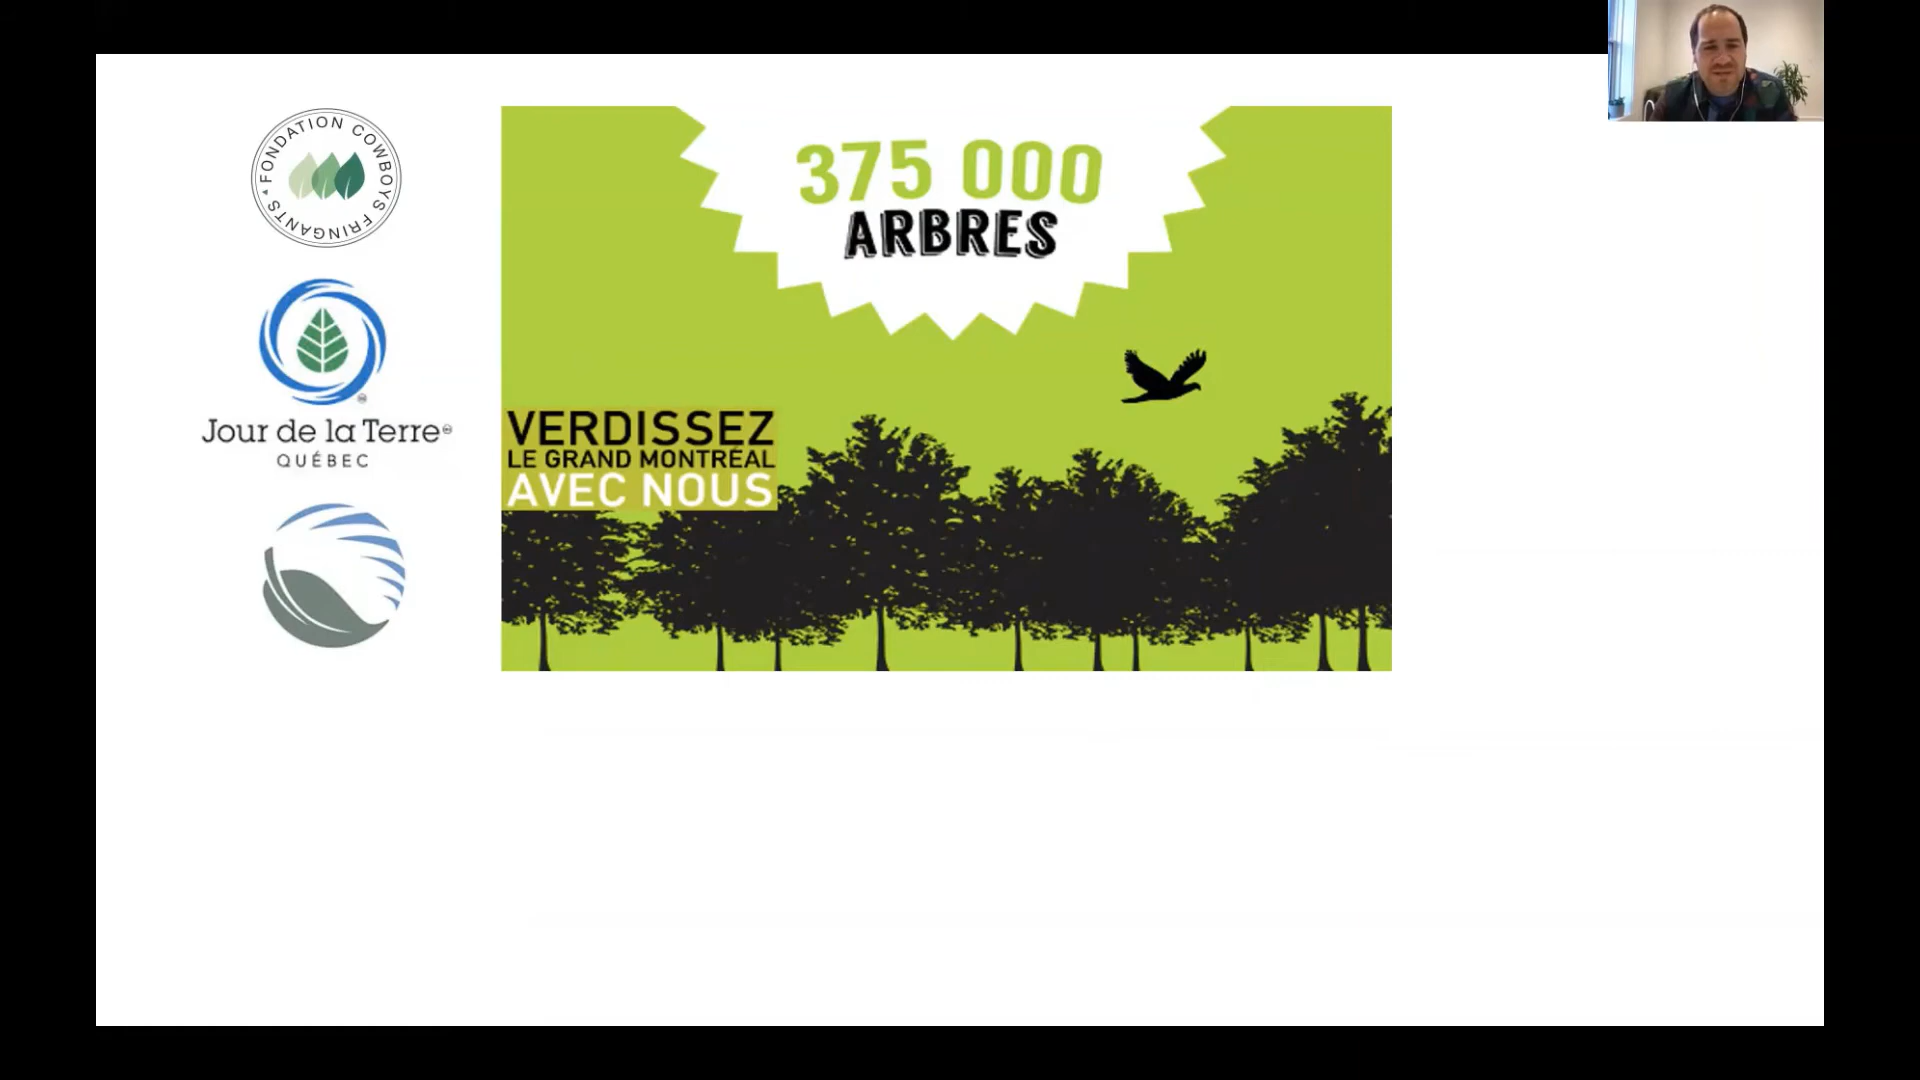 FONDATION COWBOYS FRINGANTS
Jour de la Terre
QUÉBEC
375 000
ARBRES
VERDISSEZ
LE GRAND MONTRÉAL
AVEC NOUS